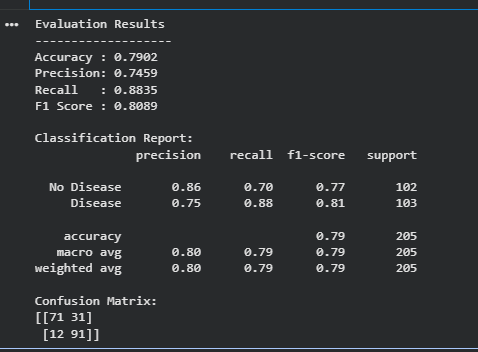 Evaluation Results
-------------------
Accuracy : 0.7902
Precision: 0.7459
Recall   : 0.8835
F1 Score : 0.8089
Classification Report:
              precision    recall  f1-score   support
  No Disease       0.86      0.70      0.77       102
     Disease       0.75      0.88      0.81       103
    accuracy                           0.79       205
   macro avg       0.80      0.79      0.79       205
weighted avg       0.80      0.79      0.79       205
Confusion Matrix:
[[71 31]
 [12 91]]